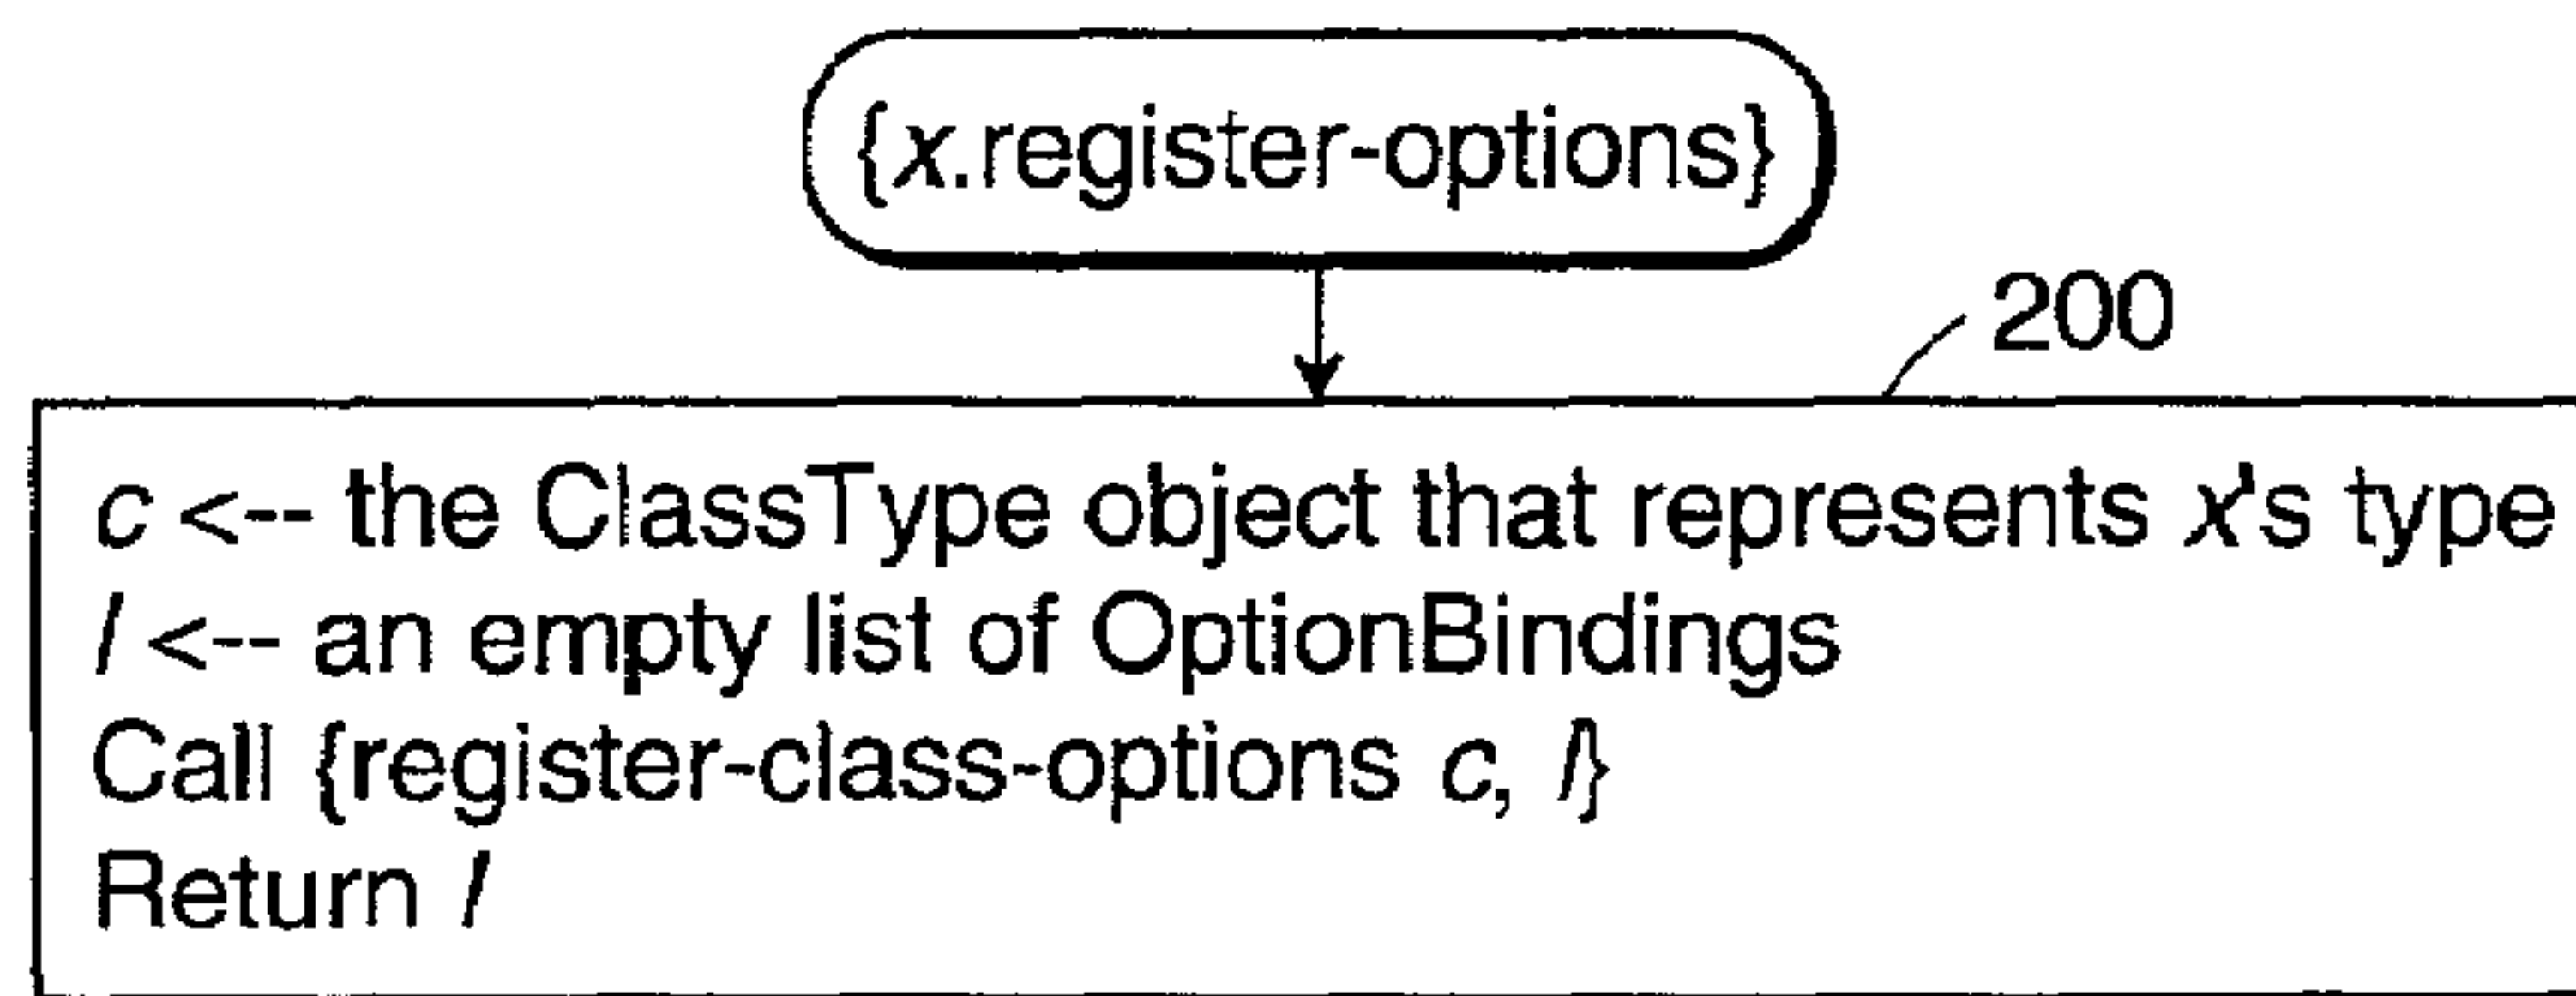 {x.register-options}
200
c <-- the ClassType object that represents x's type
l <-- an empty list of OptionBindings
Call {register-class-options c, l}
Return l